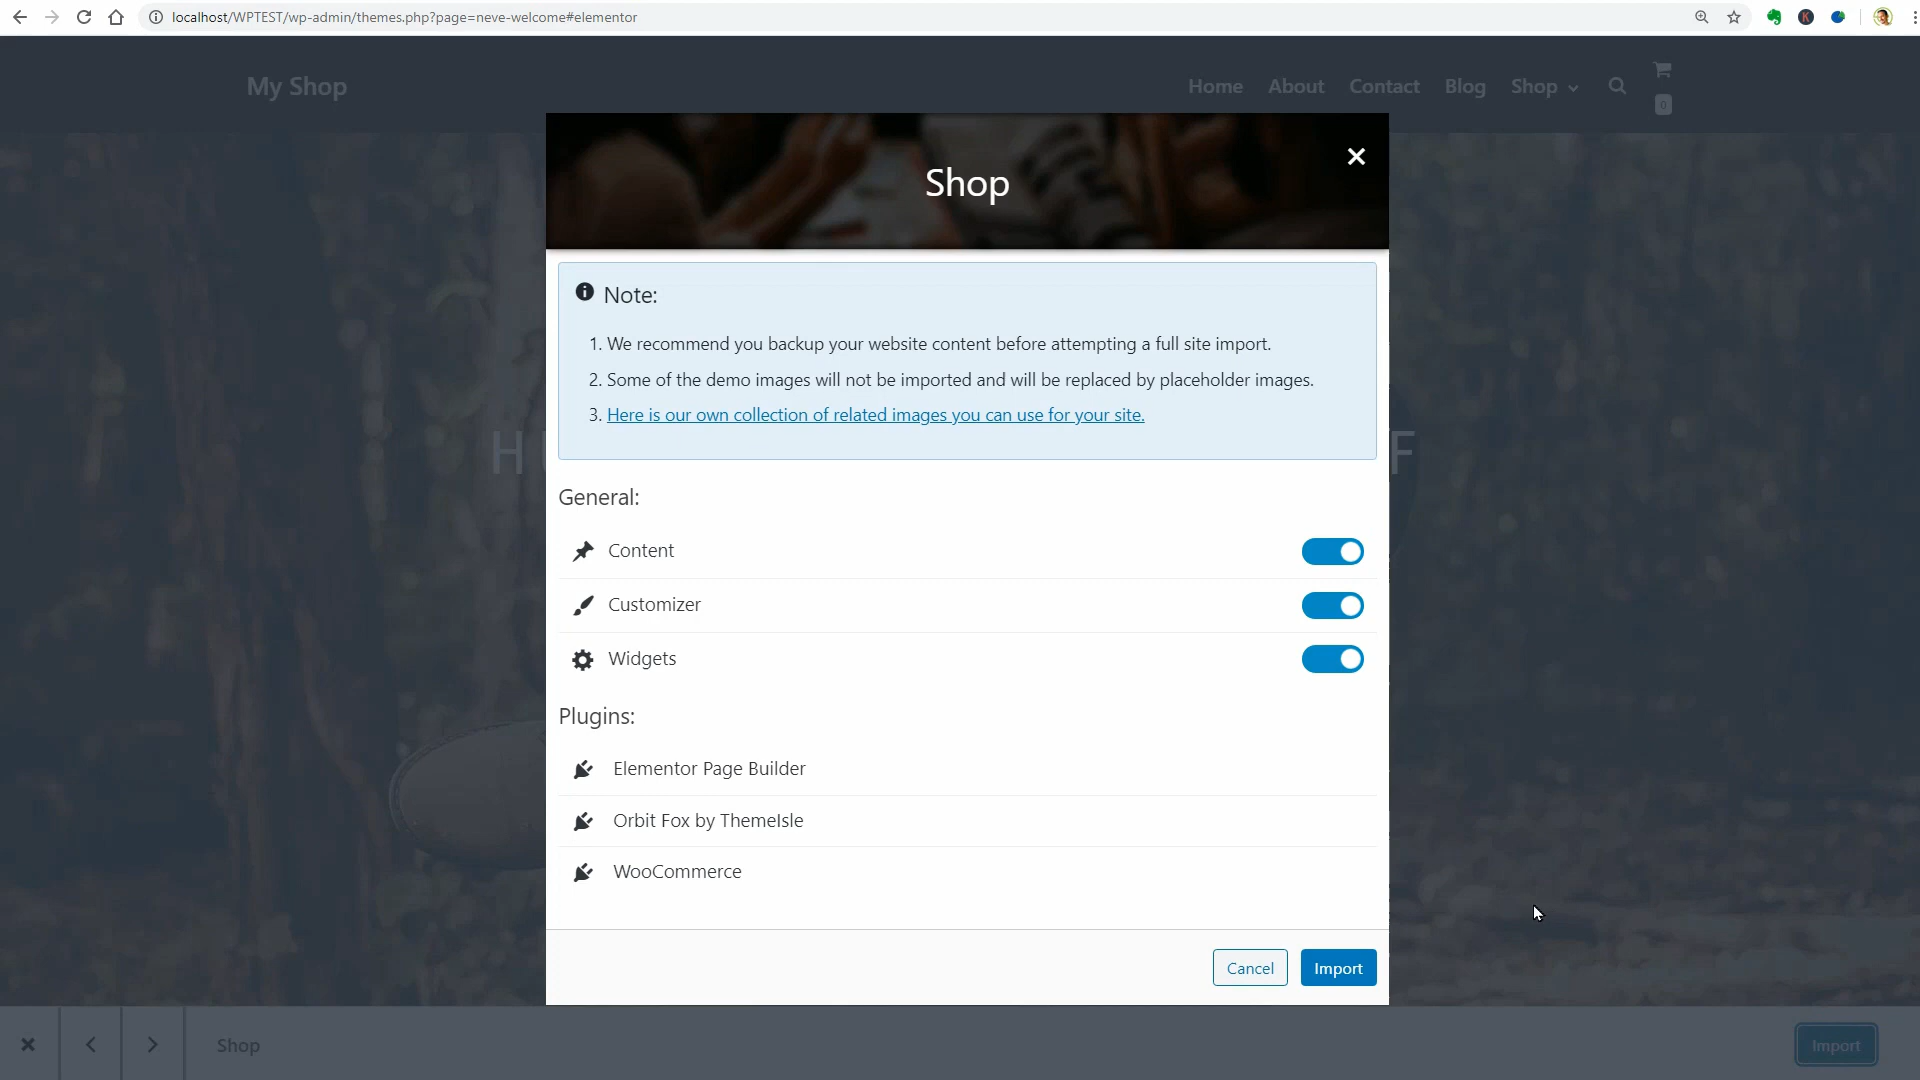 localhost/WPTEST/wp-admin/themes.php?page=neve-welcome#elementor
My Shop
Home
About
Contact
Blog
Shop
0
Shop
Note:
1. We recommend you backup your website content before attempting a full site import.
2. Some of the demo images will not be imported and will be replaced by placeholder images.
3. Here is our own collection of related images you can use for your site.
H
F
General:
Content
Customizer
Widgets
Plugins:
Elementor Page Builder
Orbit Fox by ThemeIsle
WooCommerce
Cancel
Import
Shop
Import